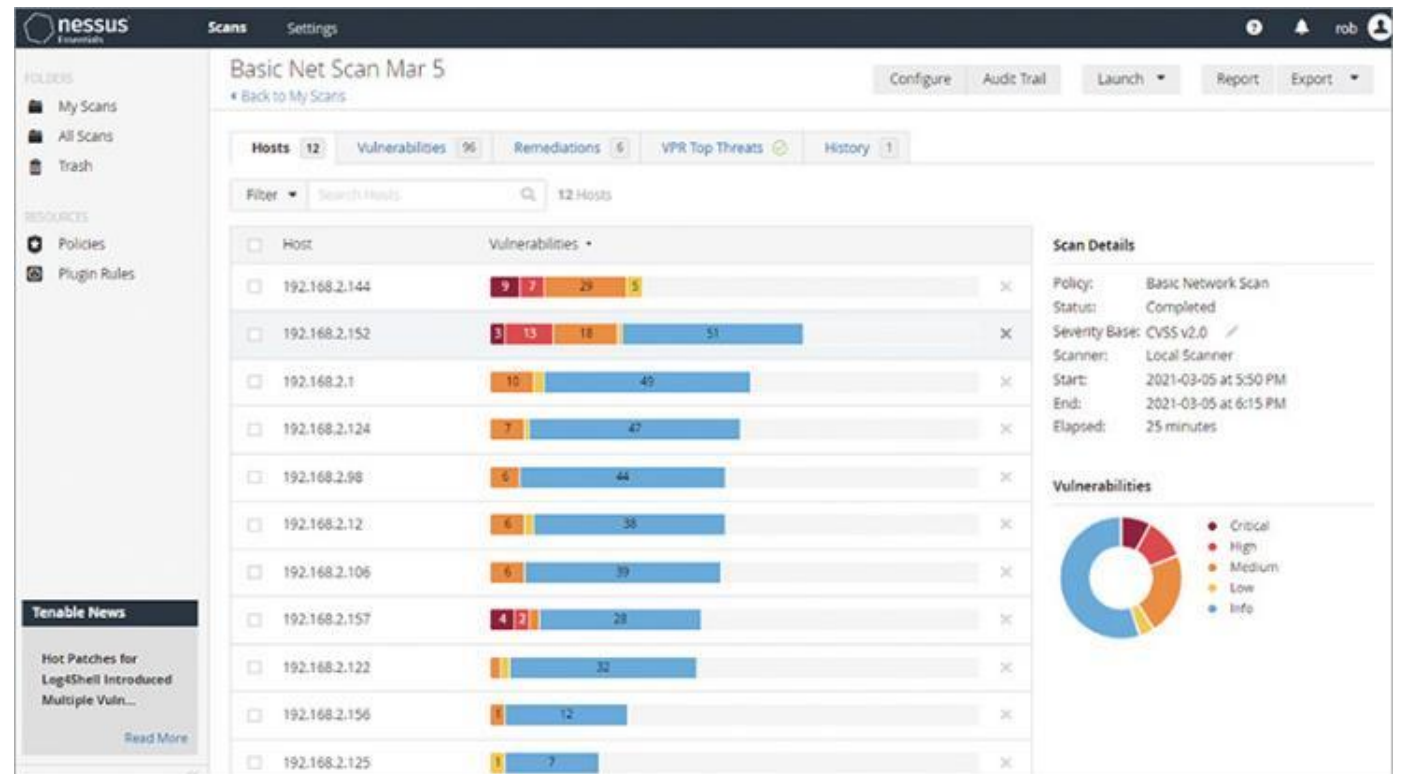 nessus
Essentials
Scans Settings
rob
FOLDERS
My Scans
All Scans
Trash
RESOURCES
Policies
Plugin Rules
Tenable News
Hot Patches for
Log4Shell Introduced
Multiple Vuln...
Read More
Basic Net Scan Mar 5
Back to My Scans
Configure Audit Trail Launch Report Export
Hosts 12 Vulnerabilities 96 Remediations 6 VPR Top Threats History 1
Filter Search Hosts 12 Hosts
Host Vulnerabilities
192.168.2.144 9 7 29 5
192.168.2.152 3 13 18 51
192.168.2.1 10 49
192.168.2.124 7 47
192.168.2.98 6 44
192.168.2.12 6 38
192.168.2.106 6 39
192.168.2.157 4 2 28
192.168.2.122 32
192.168.2.156 1 12
192.168.2.125 1 7
Scan Details
Policy: Basic Network Scan
Status: Completed
Severity Base: CVSS v2.0
Scanner: Local Scanner
Start: 2021-03-05 at 5:50 PM
End: 2021-03-05 at 6:15 PM
Elapsed: 25 minutes
Vulnerabilities
Critical
High
Medium
Low
Info